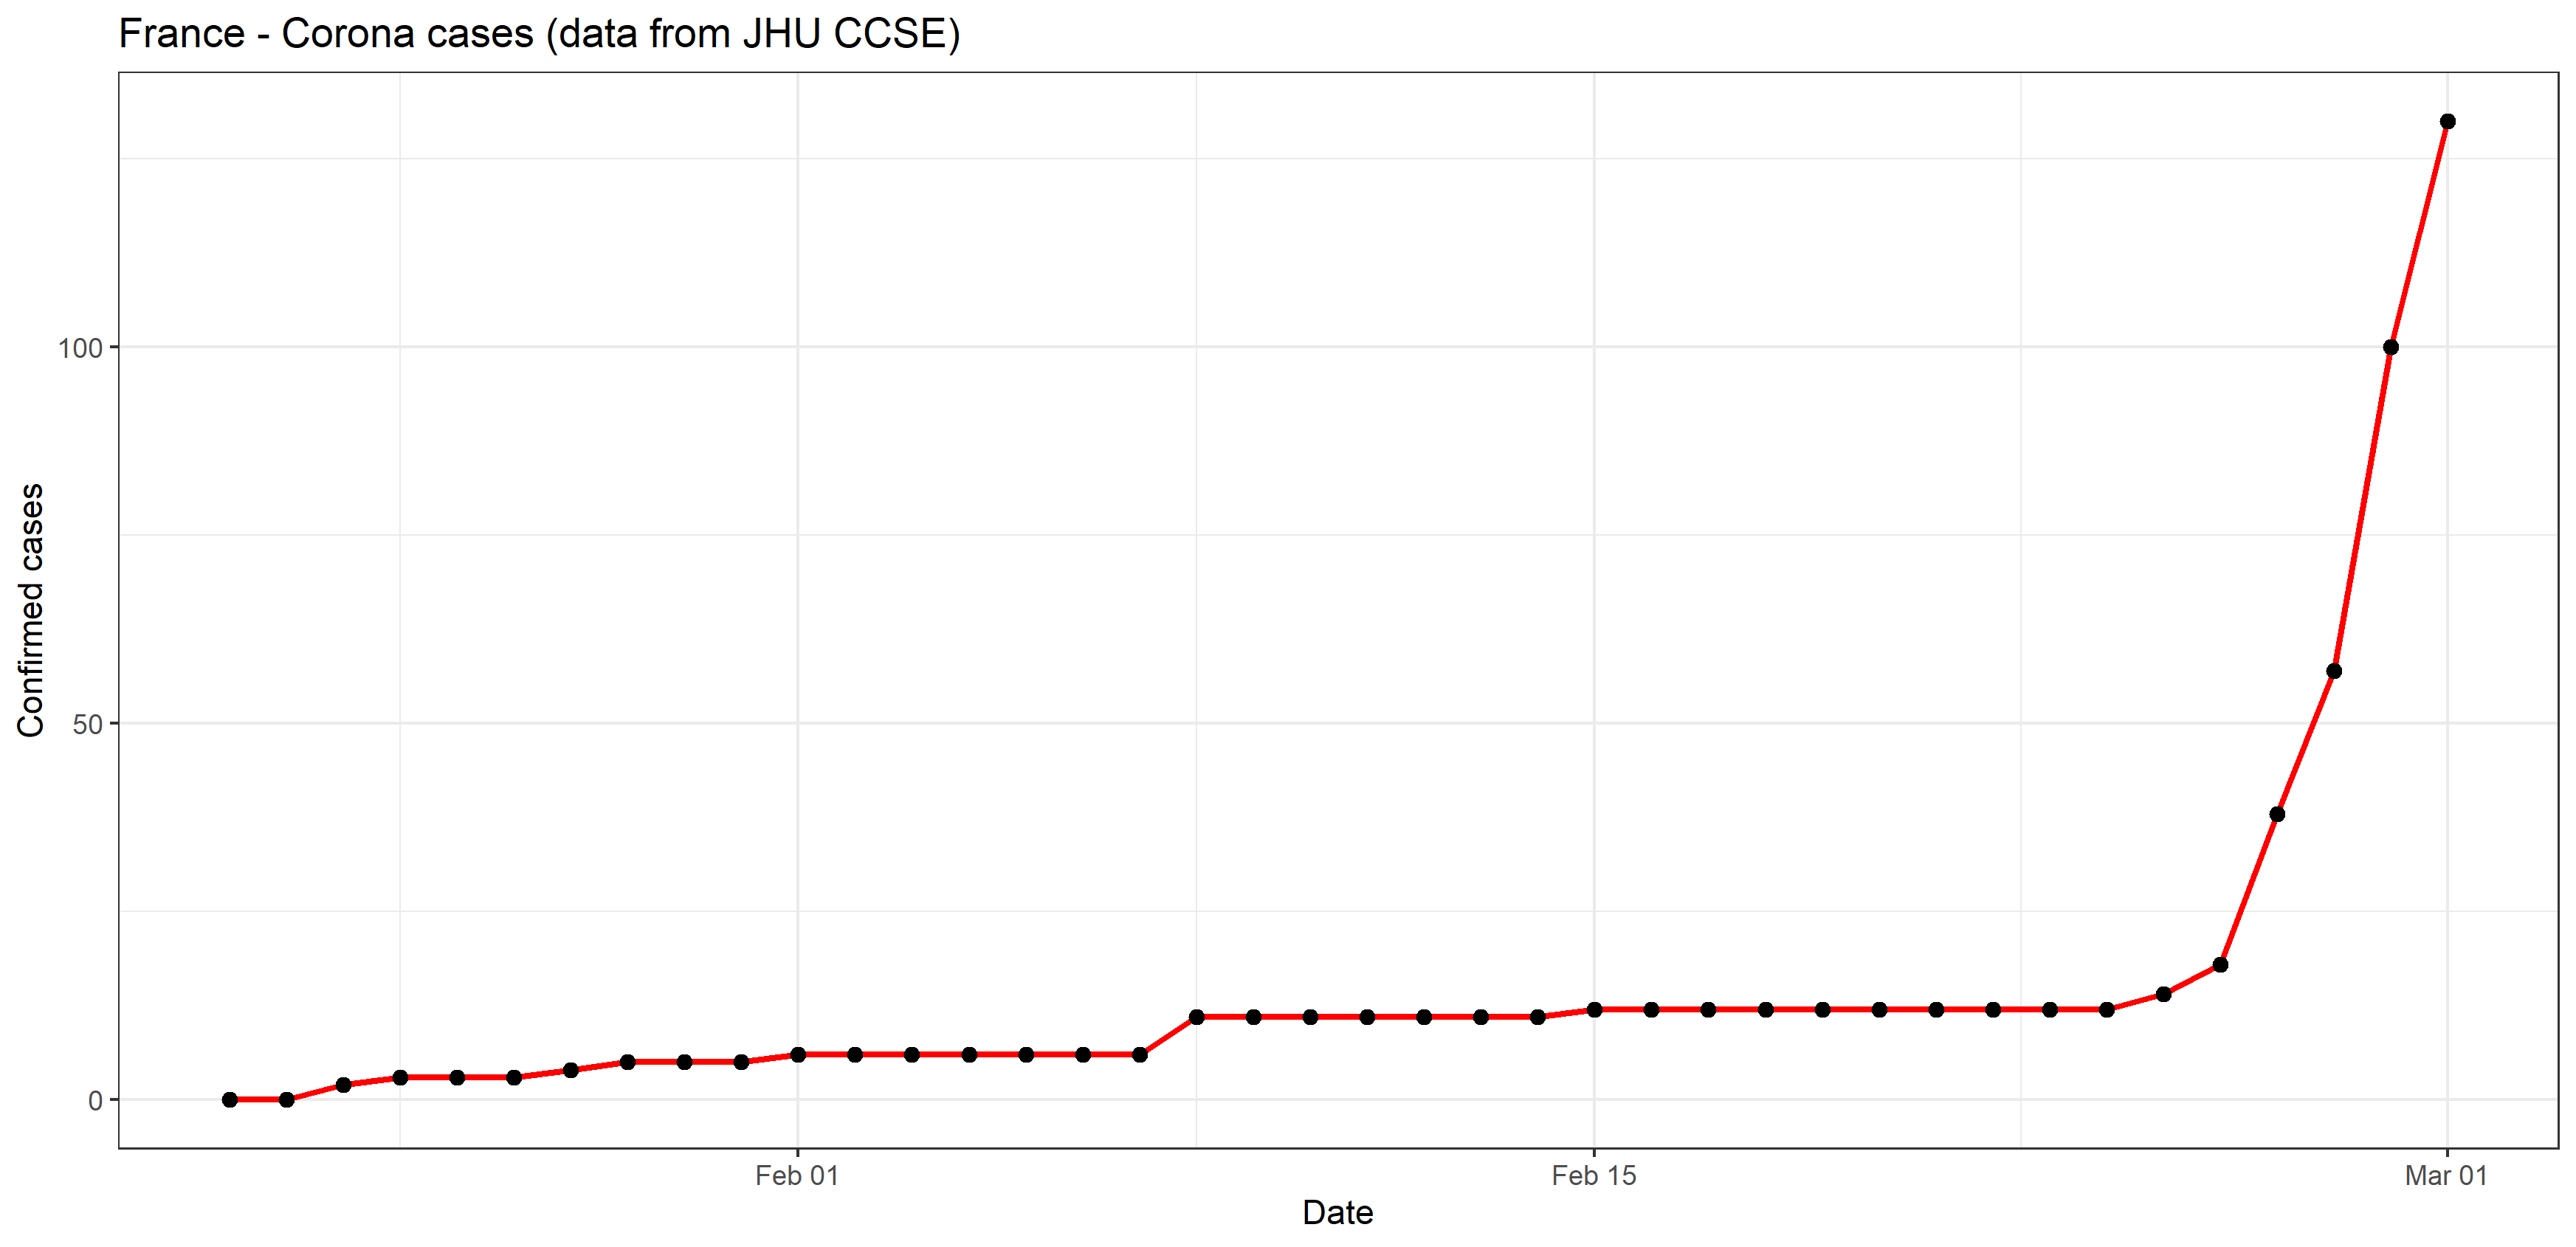 France - Corona cases (data from JHU CCSE)
Confirmed cases
100
50
0
Feb 01
Feb 15
Mar 01
Date